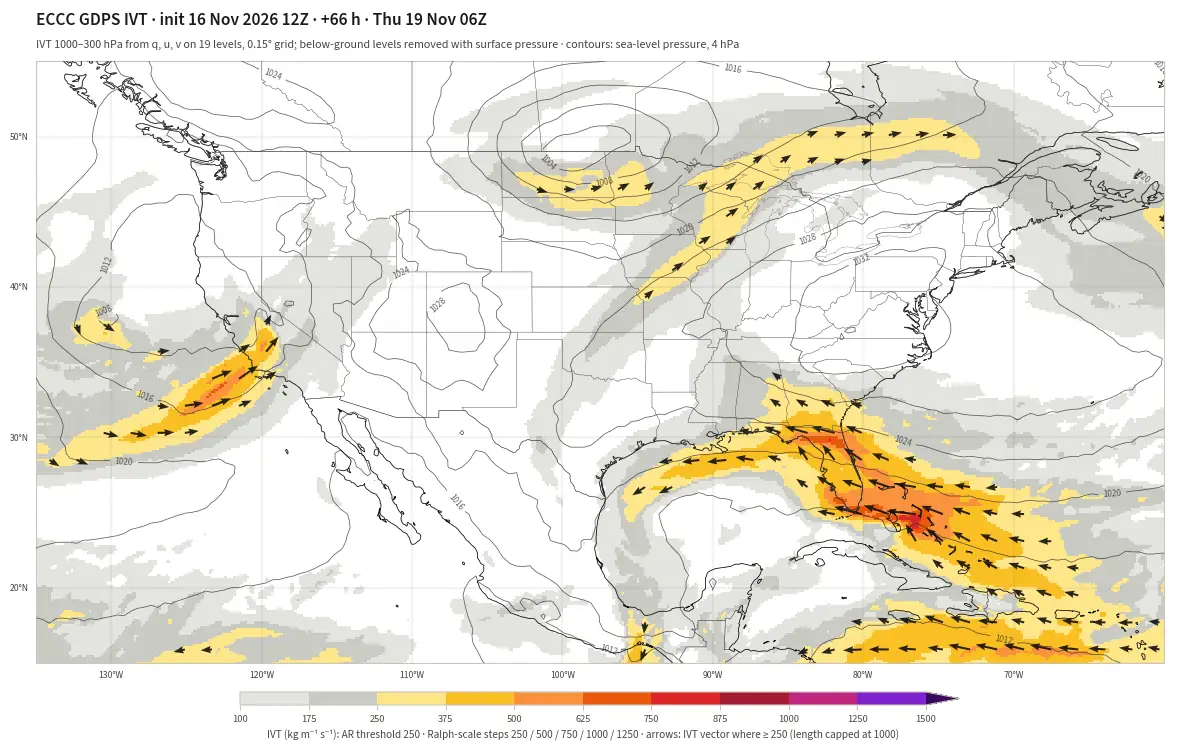 ECCC GDPS IVT · init 16 Nov 2026 12Z · +66 h · Thu 19 Nov 06Z
IVT 1000–300 hPa from q, u, v on 19 levels, 0.15° grid; below-ground levels removed with surface pressure · contours: sea-level pressure, 4 hPa
1024
1016
50°N
1004
1008
1012
1020
1012
1026
1028
1032
1024
40°N
1028
1008
1016
30°N
1024
1020
1016
1020
20°N
1012
1012
130°W 120°W 110°W 100°W 90°W 80°W 70°W
100 175 250 375 500 625 750 875 1000 1250 1500
IVT (kg m⁻¹ s⁻¹): AR threshold 250 · Ralph-scale steps 250 / 500 / 750 / 1000 / 1250 · arrows: IVT vector where ≥ 250 (length capped at 1000)